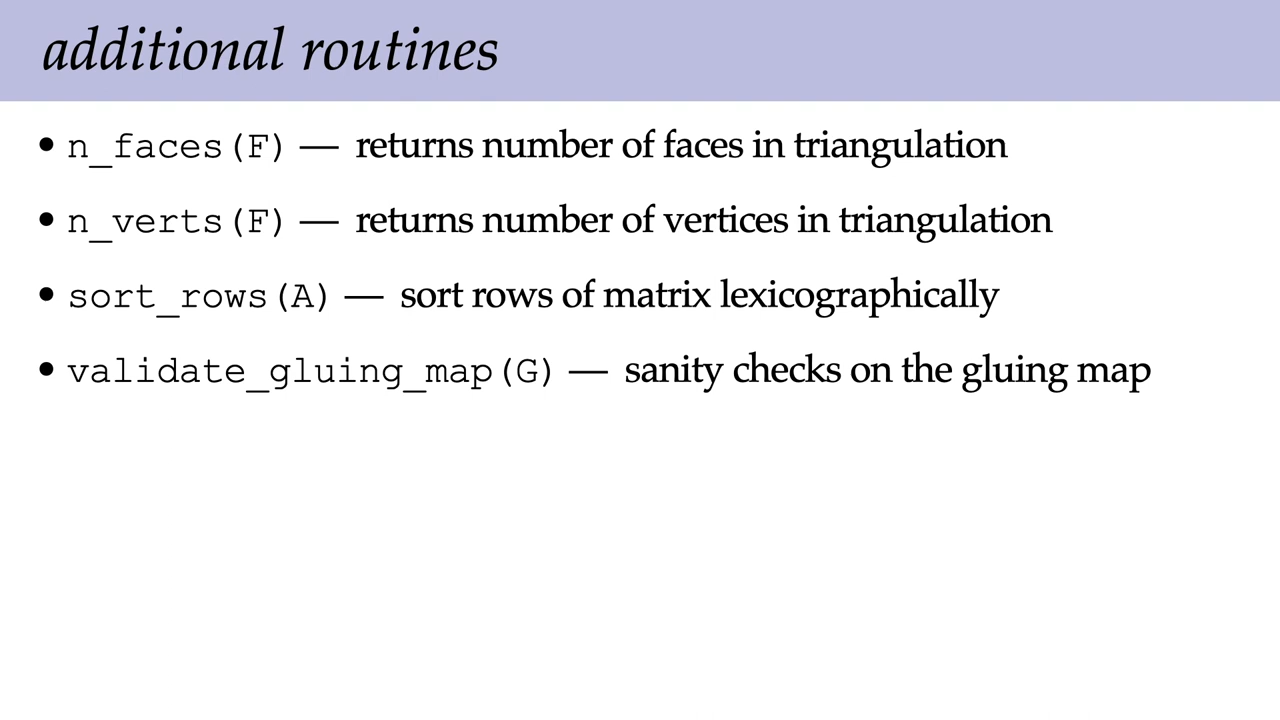 additional routines
• n_faces(F) — returns number of faces in triangulation
• n_verts(F) — returns number of vertices in triangulation
• sort_rows(A) — sort rows of matrix lexicographically
• validate_gluing_map(G) — sanity checks on the gluing map